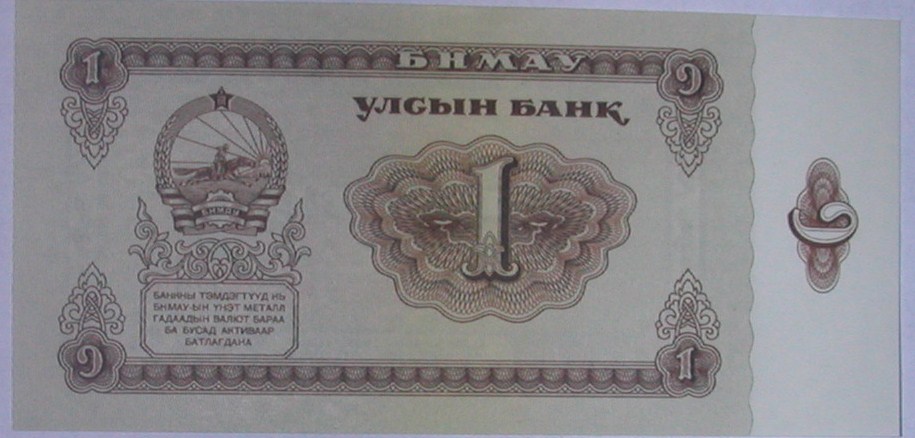 1 БНМАУ ᠑
УЛСЫН БАНК
БНМАУ
1
БАНКНЫ ТЭМДЭГТҮҮД НЬ
БНМАУ-ЫН ҮНЭТ МЕТАЛЛ
ГАДААДЫН ВАЛЮТ БАРАА
БА БУСАД АКТИВААР
БАТЛАГДАНА
᠑ 1